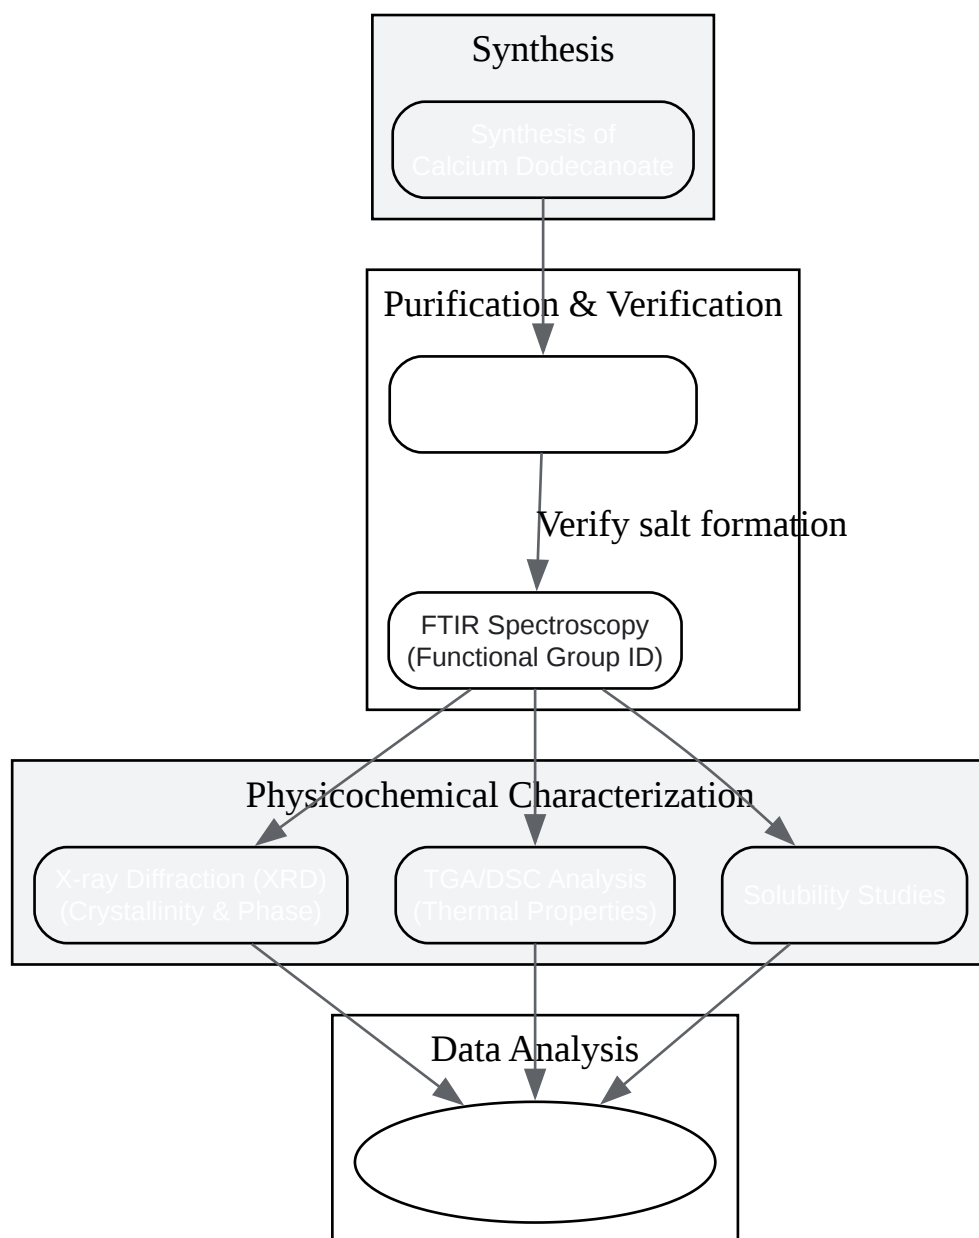 Synthesis
Synthesis of
Calcium Dodecanoate
Purification & Verification
Verify salt formation
FTIR Spectroscopy
(Functional Group ID)
Physicochemical Characterization
X-ray Diffraction (XRD)
(Crystallinity & Phase)
TGA/DSC Analysis
(Thermal Properties)
Solubility Studies
Data Analysis